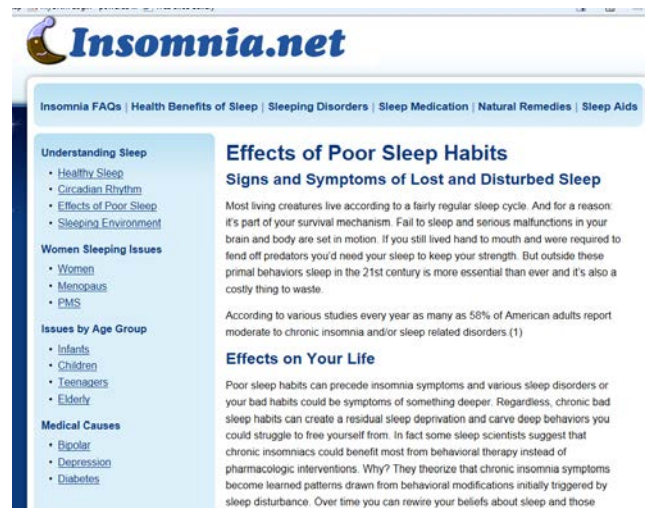 Insomnia.net
Insomnia FAQs | Health Benefits of Sleep | Sleeping Disorders | Sleep Medication | Natural Remedies | Sleep Aids
Understanding Sleep
• Healthy Sleep
• Circadian Rhythm
• Effects of Poor Sleep
• Sleeping Environment
Women Sleeping Issues
• Women
• Menopaus
• PMS
Issues by Age Group
• Infants
• Children
• Teenagers
• Elderly
Medical Causes
• Bipolar
• Depression
• Diabetes
Effects of Poor Sleep Habits
Signs and Symptoms of Lost and Disturbed Sleep
Most living creatures live according to a fairly regular sleep cycle. And for a reason:
it's part of your survival mechanism. Fail to sleep and serious malfunctions in your
brain and body are set in motion. If you still lived hand to mouth and were required to
fend off predators you'd need your sleep to keep your strength. But outside these
primal behaviors sleep in the 21st century is more essential than ever and it's also a
costly thing to waste.
According to various studies every year as many as 58% of American adults report
moderate to chronic insomnia and/or sleep related disorders.(1)
Effects on Your Life
Poor sleep habits can precede insomnia symptoms and various sleep disorders or
your bad habits could be symptoms of something deeper. Regardless, chronic bad
sleep habits can create a residual sleep deprivation and carve deep behaviors you
could struggle to free yourself from. In fact some sleep scientists suggest that
chronic insomniacs could benefit most from behavioral therapy instead of
pharmacologic interventions. Why? They theorize that chronic insomnia symptoms
become learned patterns drawn from behavioral modifications initially triggered by
sleep disturbance. Over time you can rewire your beliefs about sleep and those